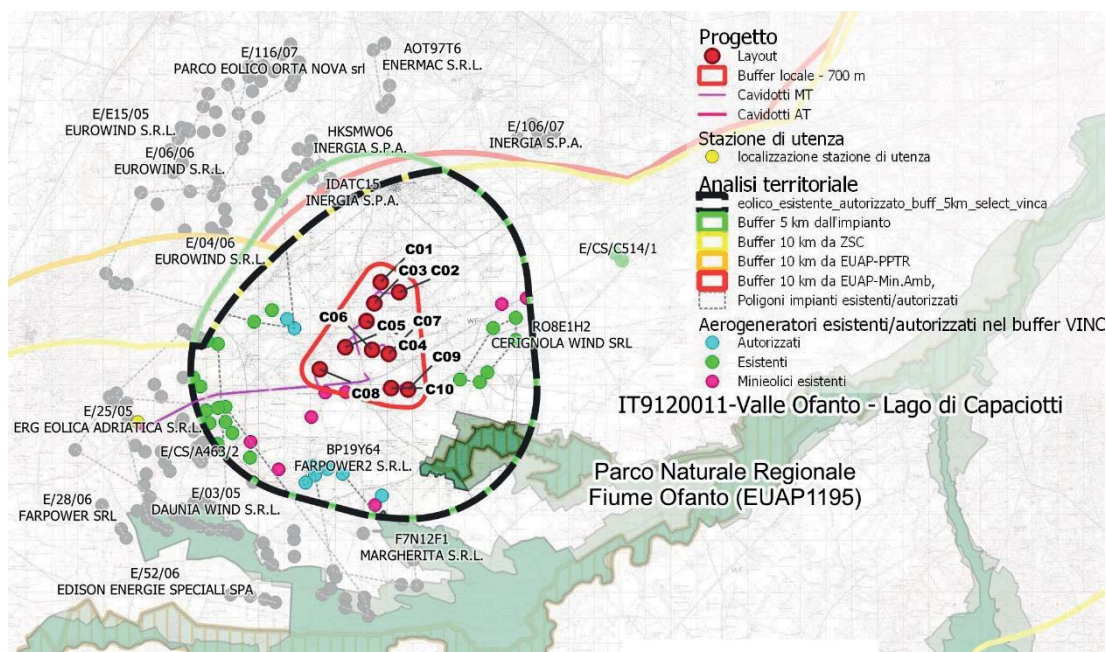 E/116/07
PARCO EOLICO ORTA NOVA srl
AOT97T6
ENERMAC S.R.L.
E/E15/05
EUROWIND S.R.L.
E/06/06
EUROWIND S.R.L.
HKSMWO6
INERGIA S.P.A.
E/106/07
INERGIA S.P.A.
IDATC15
INERGIA S.P.A.
E/04/06
EUROWIND S.R.L.
E/CS/C514/1
C01
C03
C02
C06
C05
C07
C04
C09
C08
C10
RO8E1H2
CERIGNOLA WIND SRL
E/25/05
ERG EOLICA ADRIATICA S.R.L.
E/CS/A463/2
BP19Y64
FARPOWER2 S.R.L.
E/28/06
FARPOWER SRL
E/03/05
DAUNIA WIND S.R.L.
F7N12F1
MARGHERITA S.R.L.
E/52/06
EDISON ENERGIE SPECIALI SPA
IT9120011-Valle Ofanto - Lago di Capaciotti
Parco Naturale Regionale
Fiume Ofanto (EUAP1195)
Progetto
Layout
Buffer locale - 700 m
Cavidotti MT
Cavidotti AT
Stazione di utenza
localizzazione stazione di utenza
Analisi territoriale
eolico_esistente_autorizzato_buff_5km_select_vinca
Buffer 5 km dall'impianto
Buffer 10 km da ZSC
Buffer 10 km da EUAP-PPTR
Buffer 10 km da EUAP-Min.Amb,
Poligoni impianti esistenti/autorizzati
Aerogeneratori esistenti/autorizzati nel buffer VINC
Autorizzati
Esistenti
Minieolici esistenti